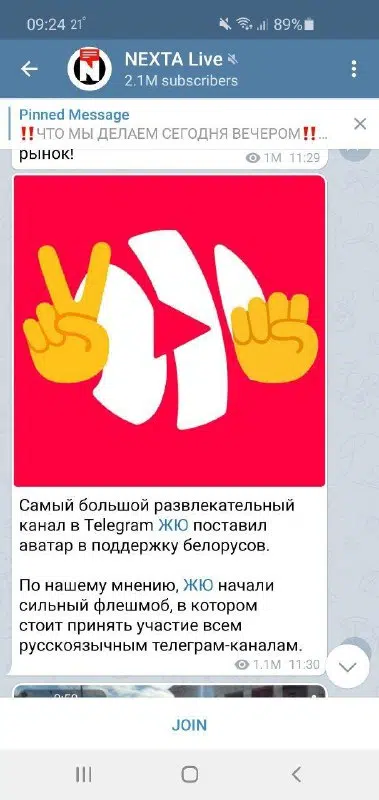 09:24 21° 89%
NEXTA Live
2.1M subscribers
Pinned Message
‼️ЧТО МЫ ДЕЛАЕМ СЕГОДНЯ ВЕЧЕРОМ‼️...
рынок!
1M 11:29
Самый большой развлекательный
канал в Telegram ЖЮ поставил
аватар в поддержку белорусов.
По нашему мнению, ЖЮ начали
сильный флешмоб, в котором
стоит принять участие всем
русскоязычным телеграм-каналам.
1.1M 11:30
JOIN